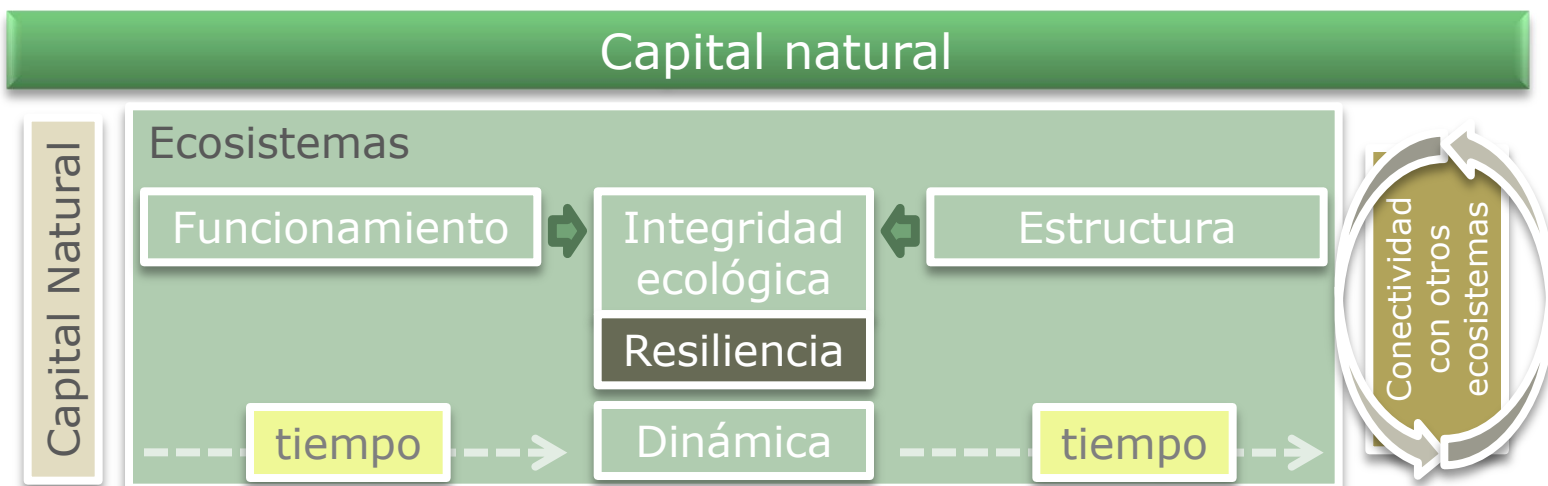 Capital natural
Capital Natural
Ecosistemas
Funcionamiento
Integridad
ecológica
Estructura
Resiliencia
tiempo
Dinámica
tiempo
Conectividad
con otros
ecosistemas